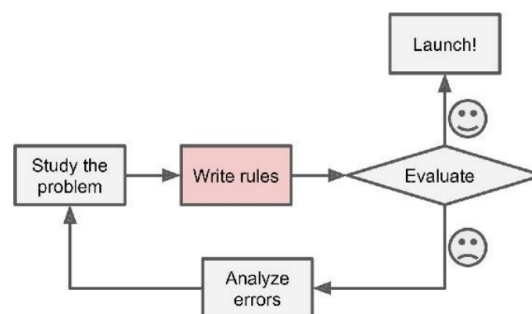 Launch!
Study the
problem
Write rules
Evaluate
Analyze
errors